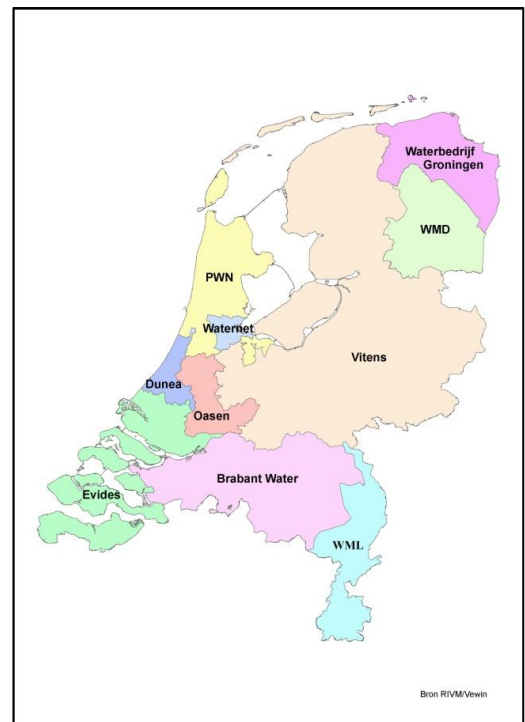 Waterbedrijf
Groningen
WMD
PWN
Waternet
Vitens
Dunea
Oasen
Brabant Water
Evides
WML
Bron RIVM/Vewin